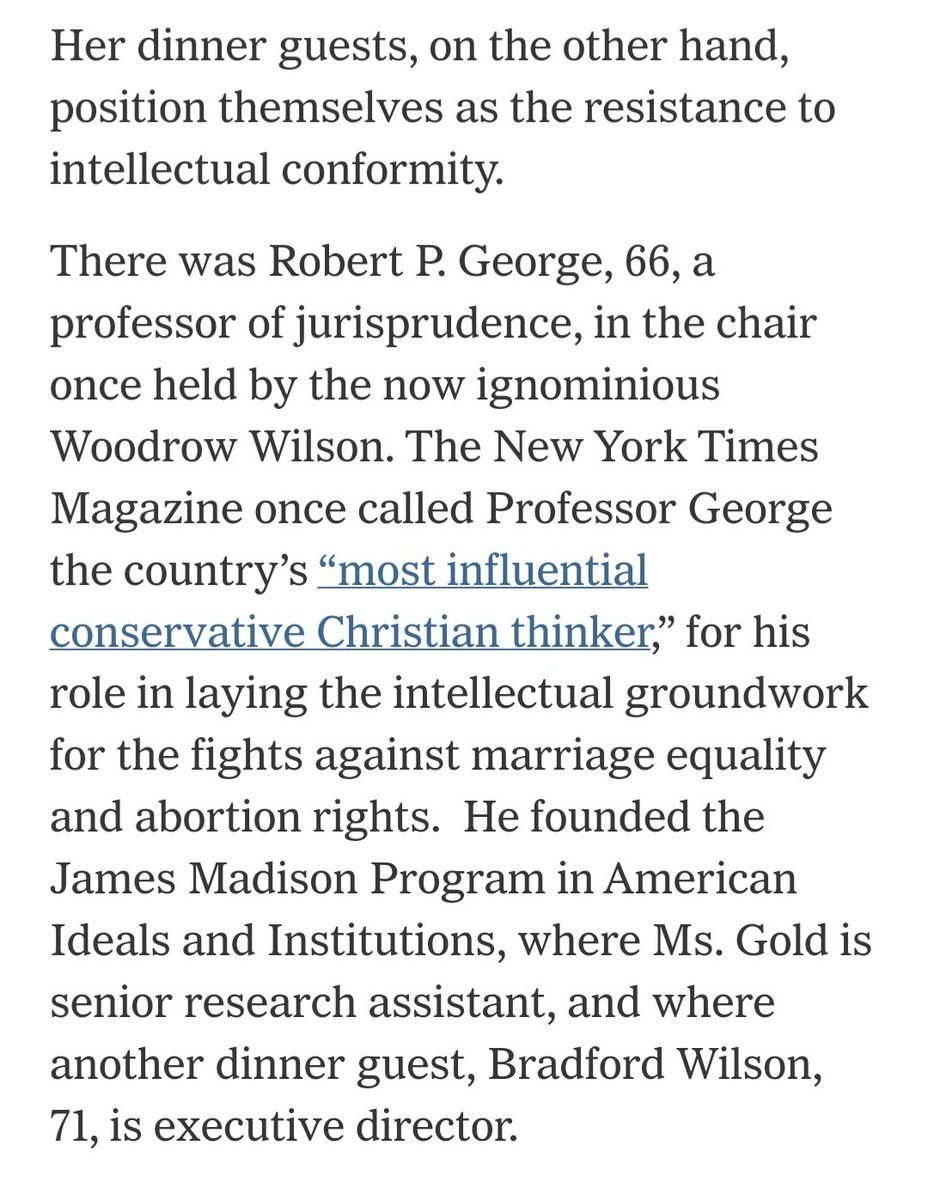 Her dinner guests, on the other hand,
position themselves as the resistance to
intellectual conformity.
There was Robert P. George, 66, a
professor of jurisprudence, in the chair
once held by the now ignominious
Woodrow Wilson. The New York Times
Magazine once called Professor George
the country’s “most influential
conservative Christian thinker,” for his
role in laying the intellectual groundwork
for the fights against marriage equality
and abortion rights.  He founded the
James Madison Program in American
Ideals and Institutions, where Ms. Gold is
senior research assistant, and where
another dinner guest, Bradford Wilson,
71, is executive director.